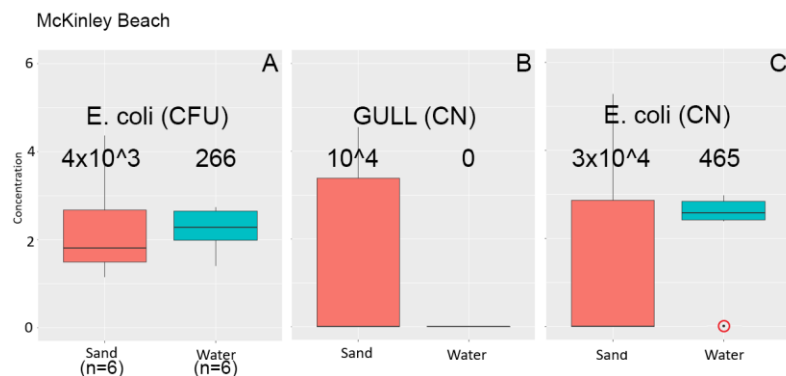 McKinley Beach
A
B
C
E. coli (CFU)
GULL (CN)
E. coli (CN)
4x10^3
266
10^4
0
3x10^4
465
6
4
2
0
Concentration
Sand
Water
Sand
Water
Sand
Water
(n=6)
(n=6)